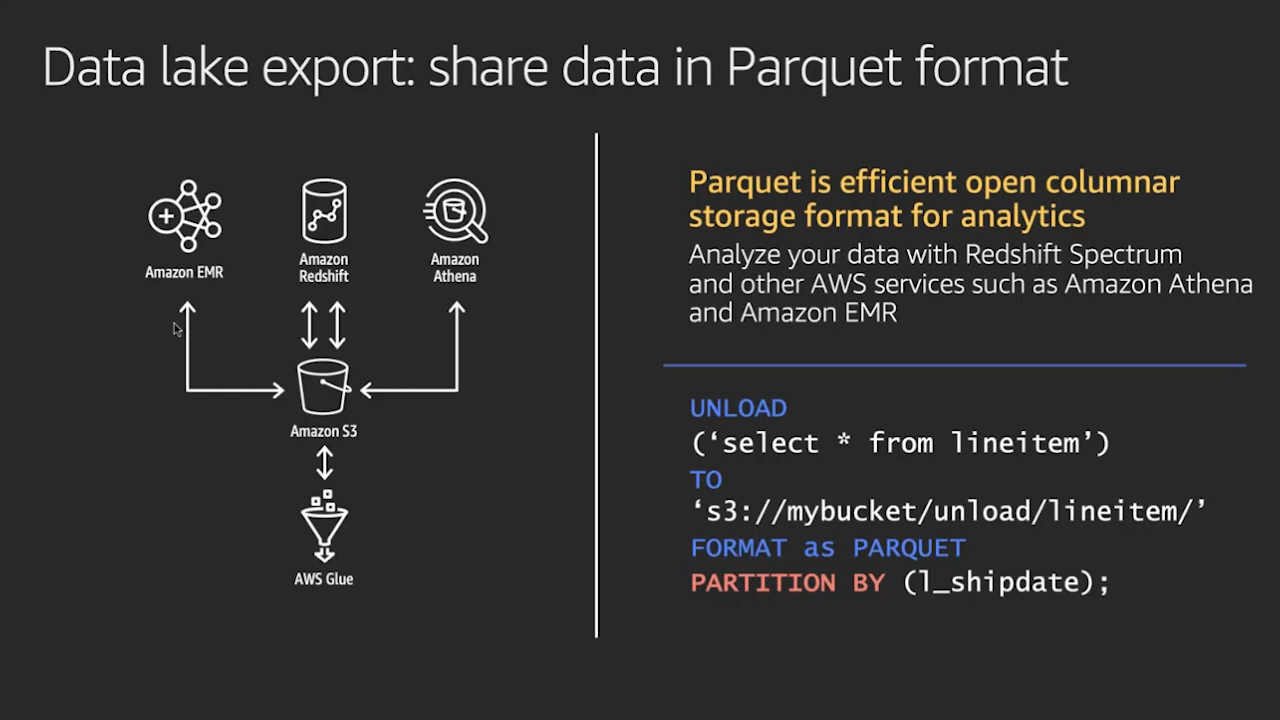 Data lake export: share data in Parquet format
Amazon EMR
Amazon
Redshift
Amazon
Athena
Amazon S3
AWS Glue
Parquet is efficient open columnar
storage format for analytics
Analyze your data with Redshift Spectrum
and other AWS services such as Amazon Athena
and Amazon EMR
UNLOAD
(‘select * from lineitem’)
TO
‘s3://mybucket/unload/lineitem/’
FORMAT as PARQUET
PARTITION BY (l_shipdate);